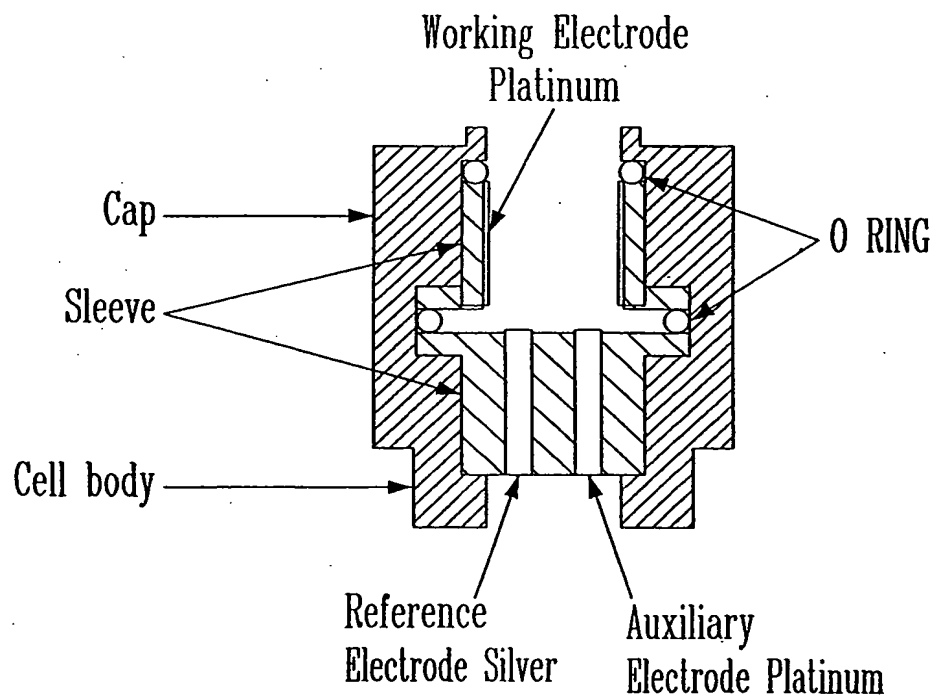 Working Electrode
Platinum
Cap
O RING
Sleeve
Cell body
Reference
Electrode Silver
Auxiliary
Electrode Platinum